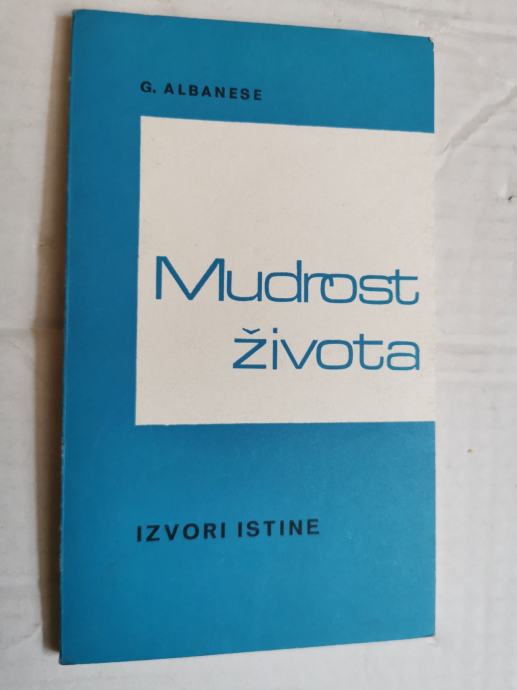 G. ALBANESE
Mudrost
života
IZVORI ISTINE